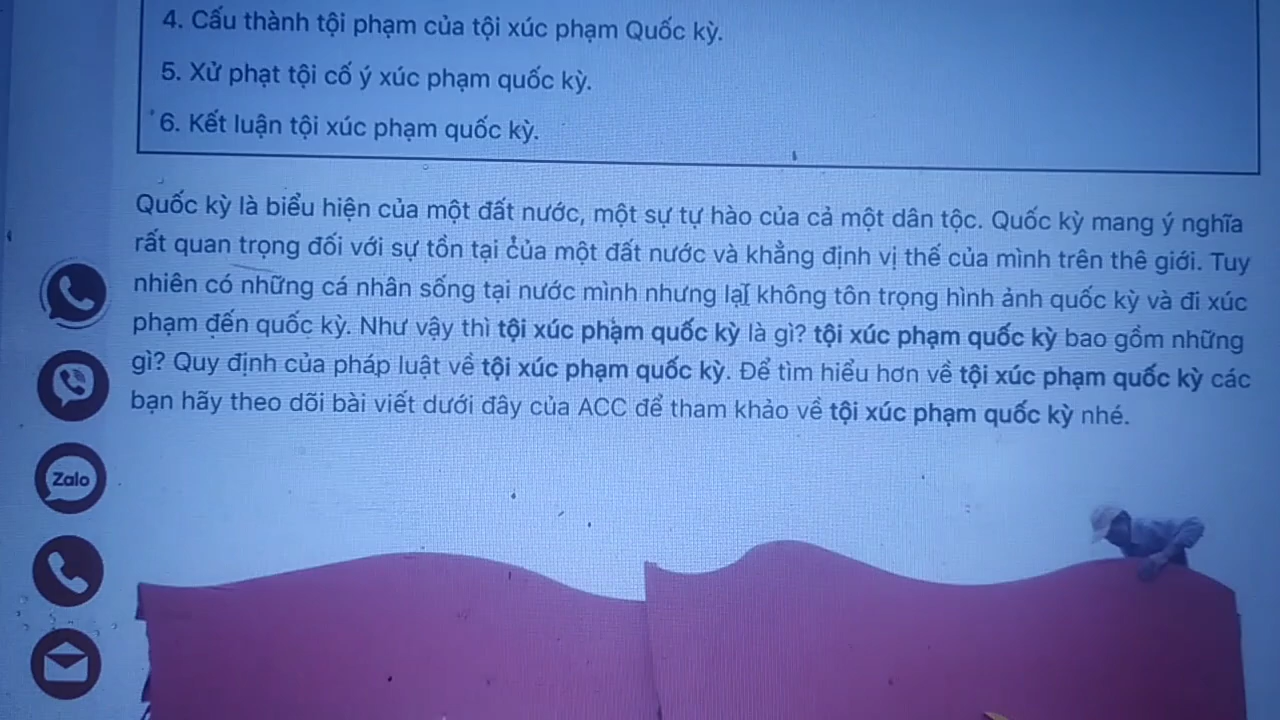 4. Cấu thành tội phạm của tội xúc phạm Quốc kỳ.
5. Xử phạt tội cố ý xúc phạm quốc kỳ.
6. Kết luận tội xúc phạm quốc kỳ.
Quốc kỳ là biểu hiện của một đất nước, một sự tự hào của cả một dân tộc. Quốc kỳ mang ý nghĩa
rất quan trọng đối với sự tồn tại của một đất nước và khẳng định vị thế của mình trên thê giới. Tuy
nhiên có những cá nhân sống tại nước mình nhưng lại không tôn trọng hình ảnh quốc kỳ và đi xúc
phạm đến quốc kỳ. Như vậy thì tội xúc phạm quốc kỳ là gì? tội xúc phạm quốc kỳ bao gồm những
gì? Quy định của pháp luật về tội xúc phạm quốc kỳ. Để tìm hiểu hơn về tội xúc phạm quốc kỳ các
bạn hãy theo dõi bài viết dưới đây của ACC để tham khảo về tội xúc phạm quốc kỳ nhé.
Zalo